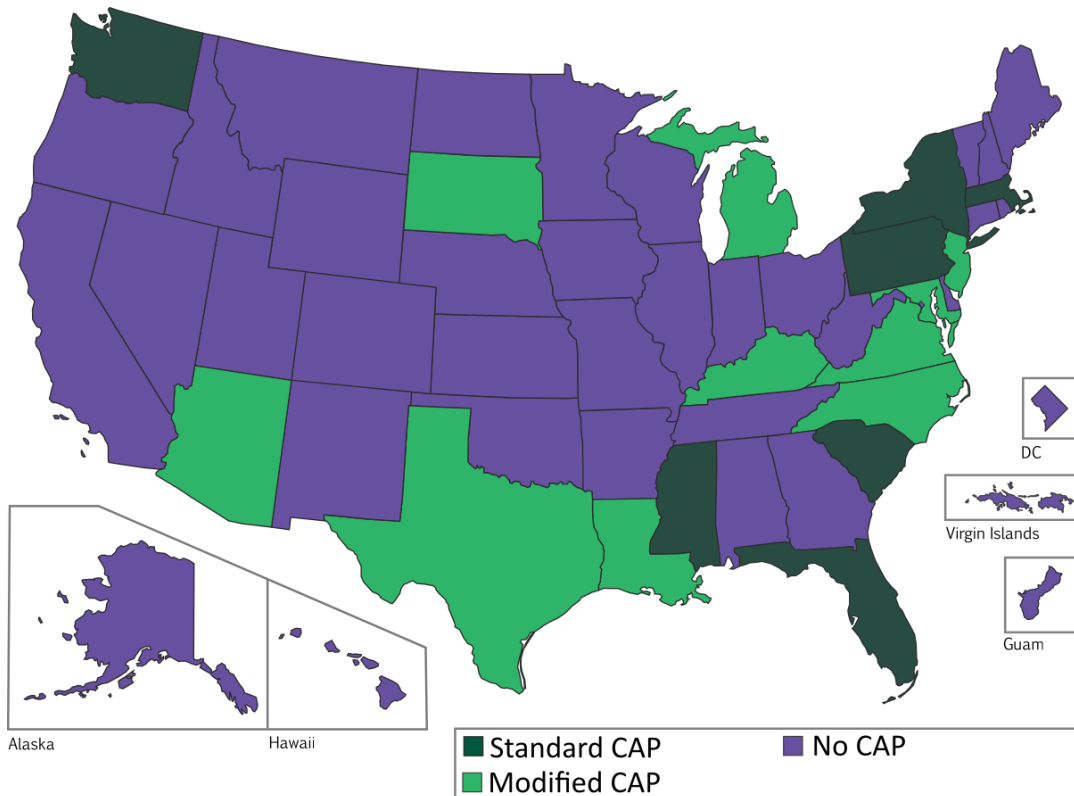 DC
Virgin Islands
Guam
Alaska
Hawaii
Standard CAP
No CAP
Modified CAP